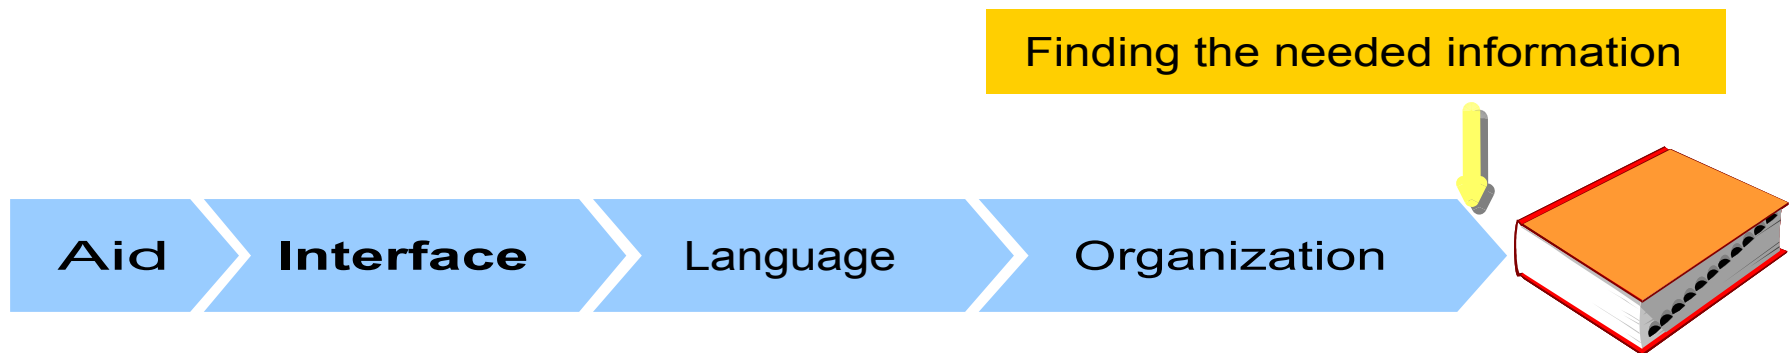 Finding the needed information
Aid Interface Language Organization